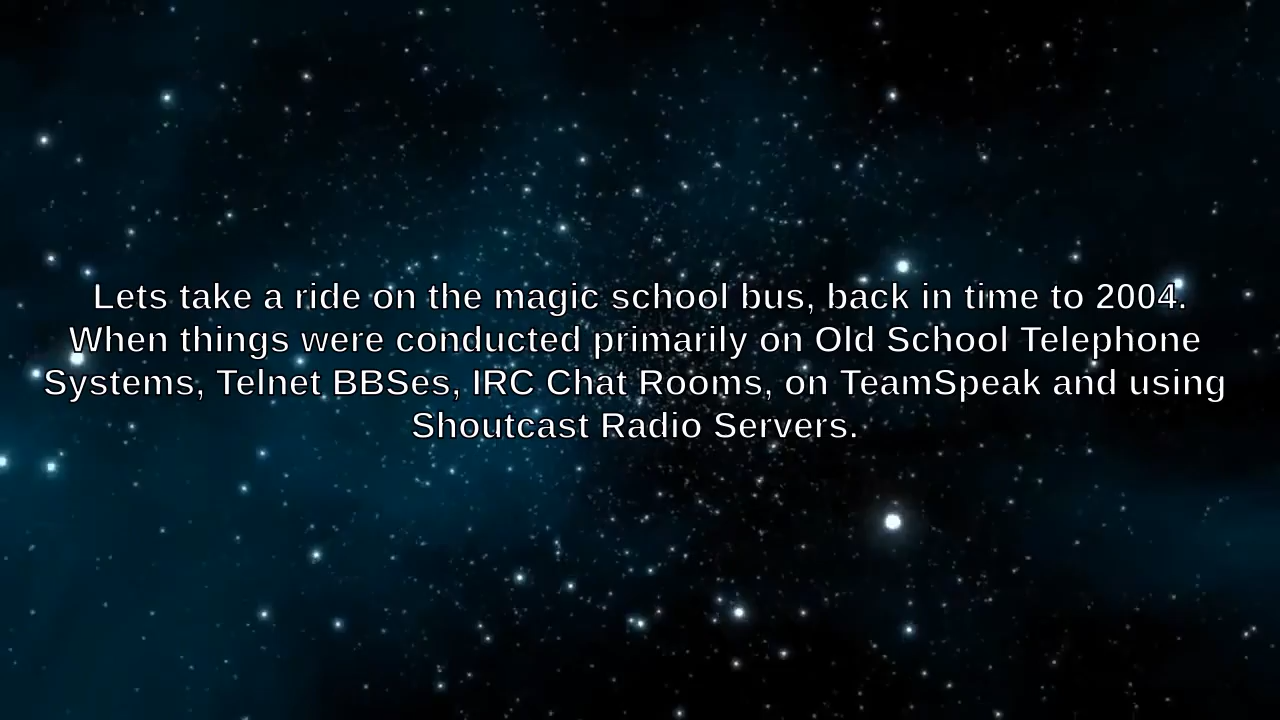 Lets take a ride on the magic school bus, back in time to 2004.
When things were conducted primarily on Old School Telephone
Systems, Telnet BBSes, IRC Chat Rooms, on TeamSpeak and using
Shoutcast Radio Servers.